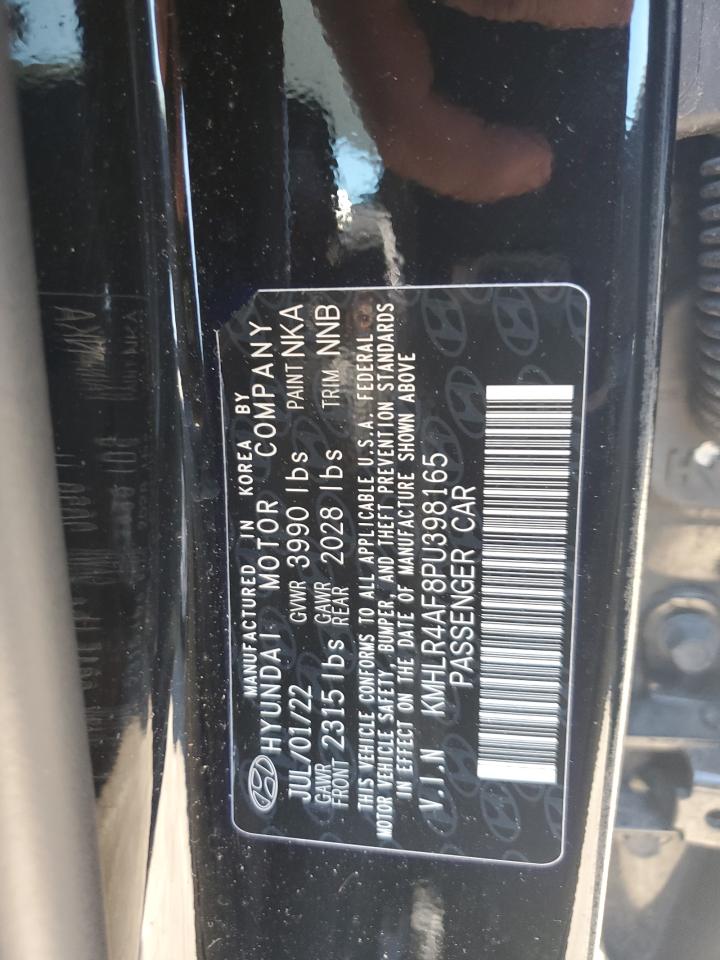 MANUFACTURED IN KOREA BY
HYUNDAI MOTOR COMPANY
JUL/01/22 GVWR 3990 lbs PAINT NKA
GAWR FRONT 2315 lbs GAWR REAR 2028 lbs TRIM NNB
THIS VEHICLE CONFORMS TO ALL APPLICABLE U.S.A. FEDERAL
MOTOR VEHICLE SAFETY, BUMPER, AND THEFT PREVENTION STANDARDS
IN EFFECT ON THE DATE OF MANUFACTURE SHOWN ABOVE
V.I.N KMHLR4AF8PU398165
PASSENGER CAR